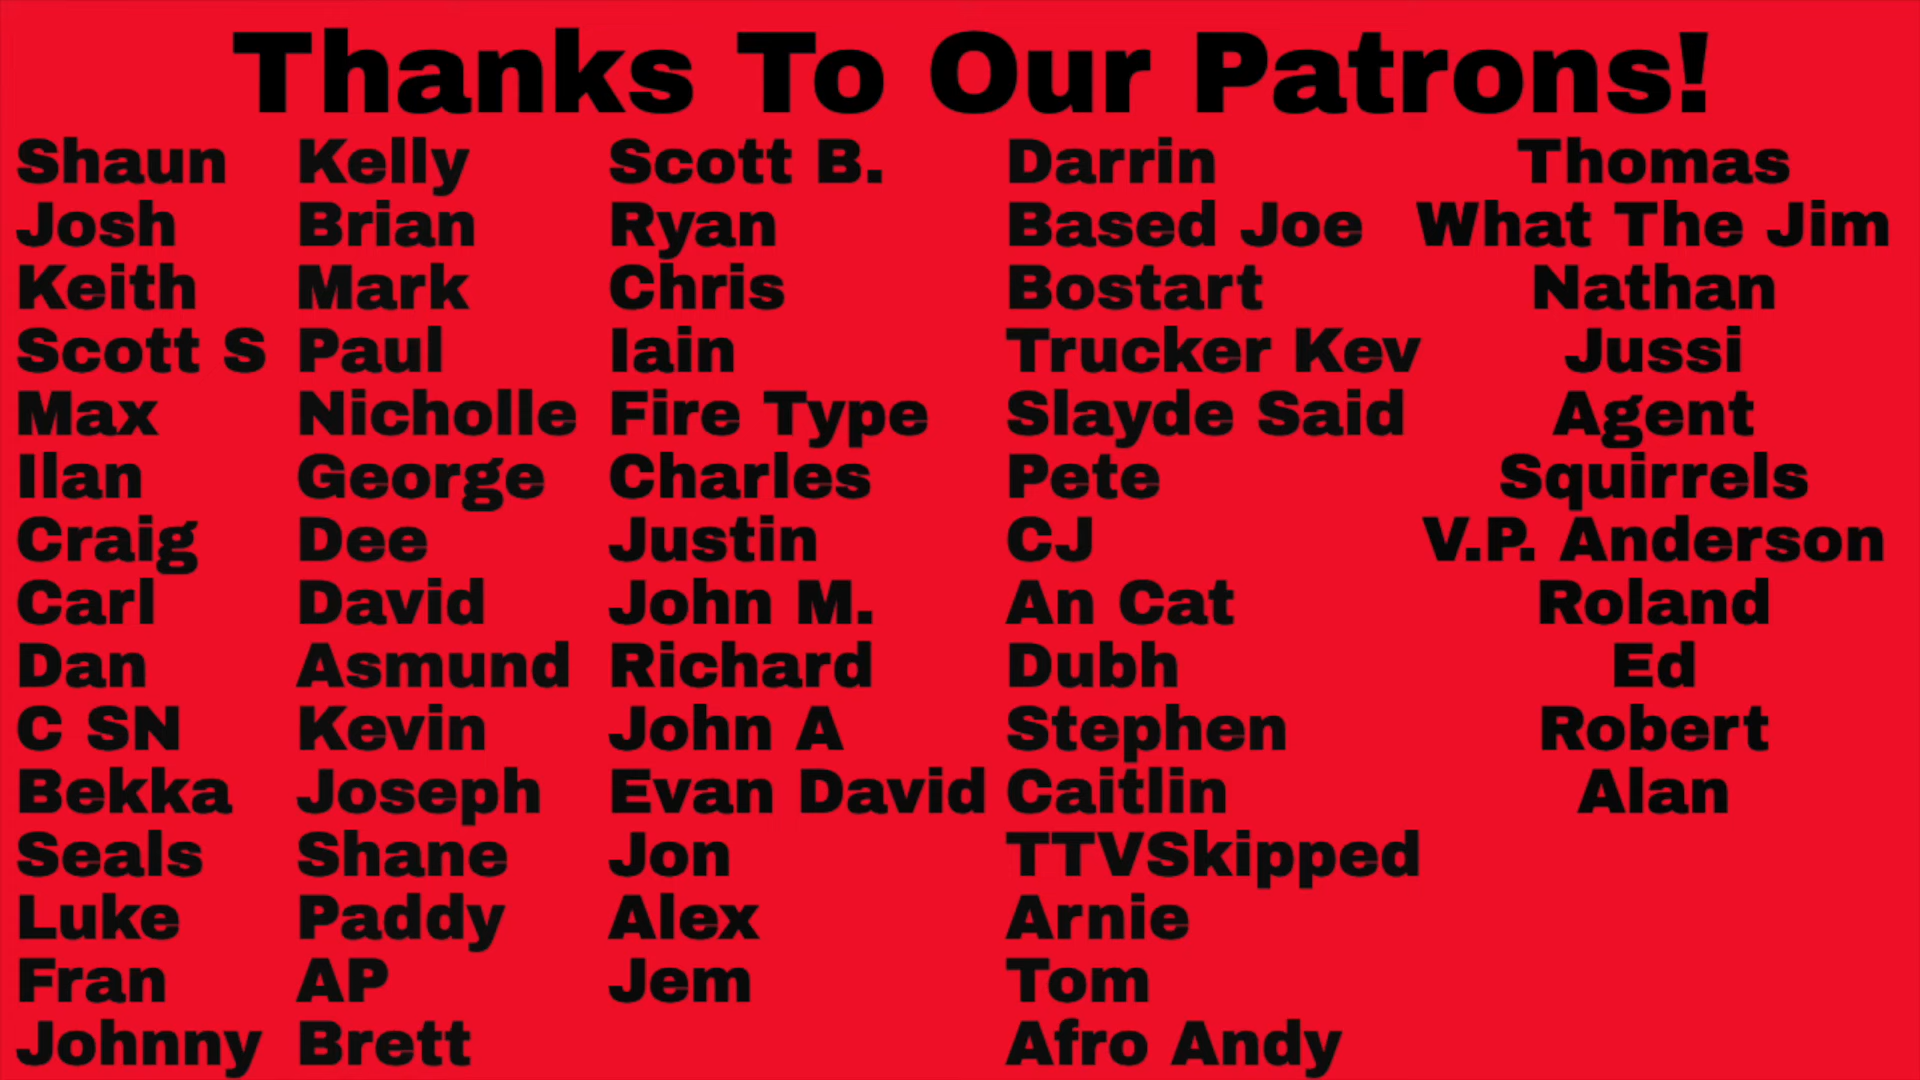 Thanks To Our Patrons!
Shaun
Josh
Keith
Scott S
Max
Ilan
Craig
Carl
Dan
C SN
Bekka
Seals
Luke
Fran
Johnny
Kelly
Brian
Mark
Paul
Nicholle
George
Dee
David
Asmund
Kevin
Joseph
Shane
Paddy
AP
Brett
Scott B.
Ryan
Chris
Iain
Fire Type
Charles
Justin
John M.
Richard
John A
Evan David
Jon
Alex
Jem
Darrin
Based Joe
Bostart
Trucker Kev
Slayde Said
Pete
CJ
An Cat
Dubh
Stephen
Caitlin
TTVSkipped
Arnie
Tom
Afro Andy
Thomas
What The Jim
Nathan
Jussi
Agent
Squirrels
V.P. Anderson
Roland
Ed
Robert
Alan